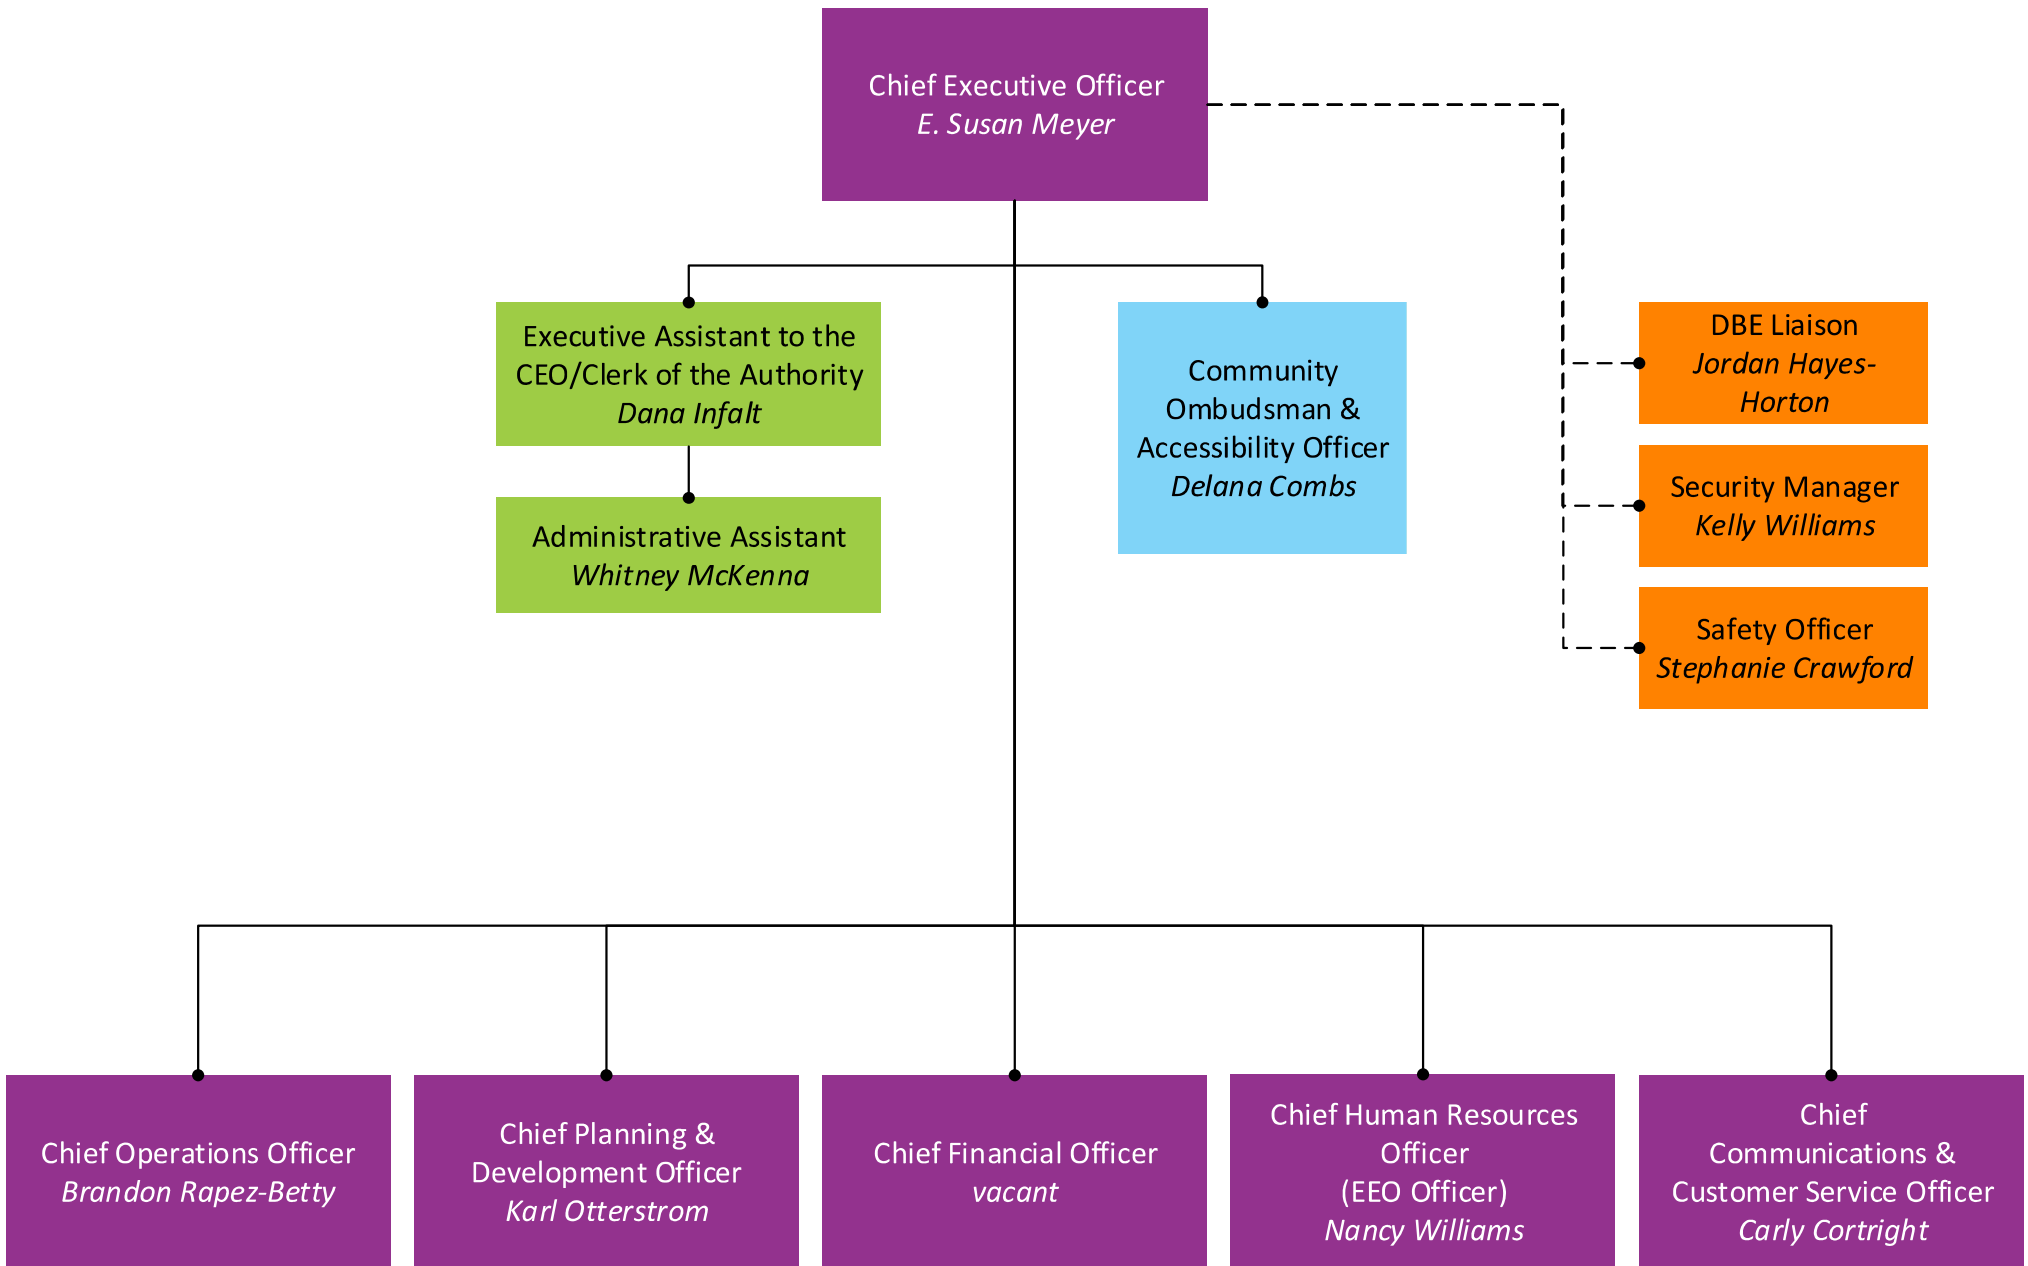 Chief Executive Officer
E. Susan Meyer
Executive Assistant to the
CEO/Clerk of the Authority
Dana Infalt
Administrative Assistant
Whitney McKenna
Community
Ombudsman &
Accessibility Officer
Delana Combs
DBE Liaison
Jordan Hayes-
Horton
Security Manager
Kelly Williams
Safety Officer
Stephanie Crawford
Chief Operations Officer
Brandon Rapez-Betty
Chief Planning &
Development Officer
Karl Otterstrom
Chief Financial Officer
vacant
Chief Human Resources
Officer
(EEO Officer)
Nancy Williams
Chief
Communications &
Customer Service Officer
Carly Cortright